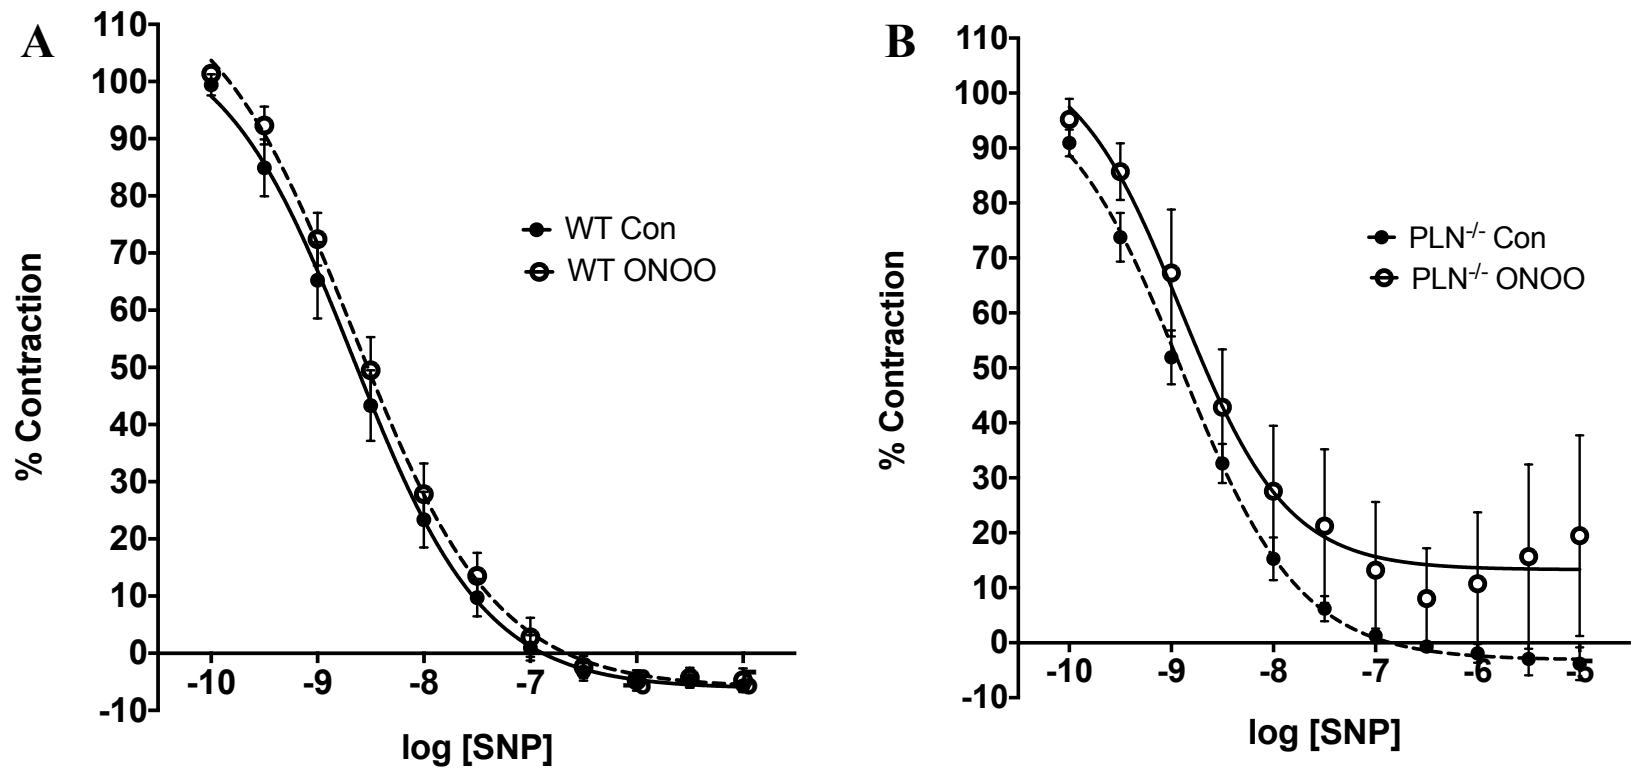 A
110
100
90
80
70
60
50
40
30
20
10
0
-10
% Contraction
-10 -9 -8 -7 -6 -5
log [SNP]
WT Con
WT ONOO
B
110
100
90
80
70
60
50
40
30
20
10
0
-10
% Contraction
-10 -9 -8 -7 -6 -5
log [SNP]
PLN-/- Con
PLN-/- ONOO